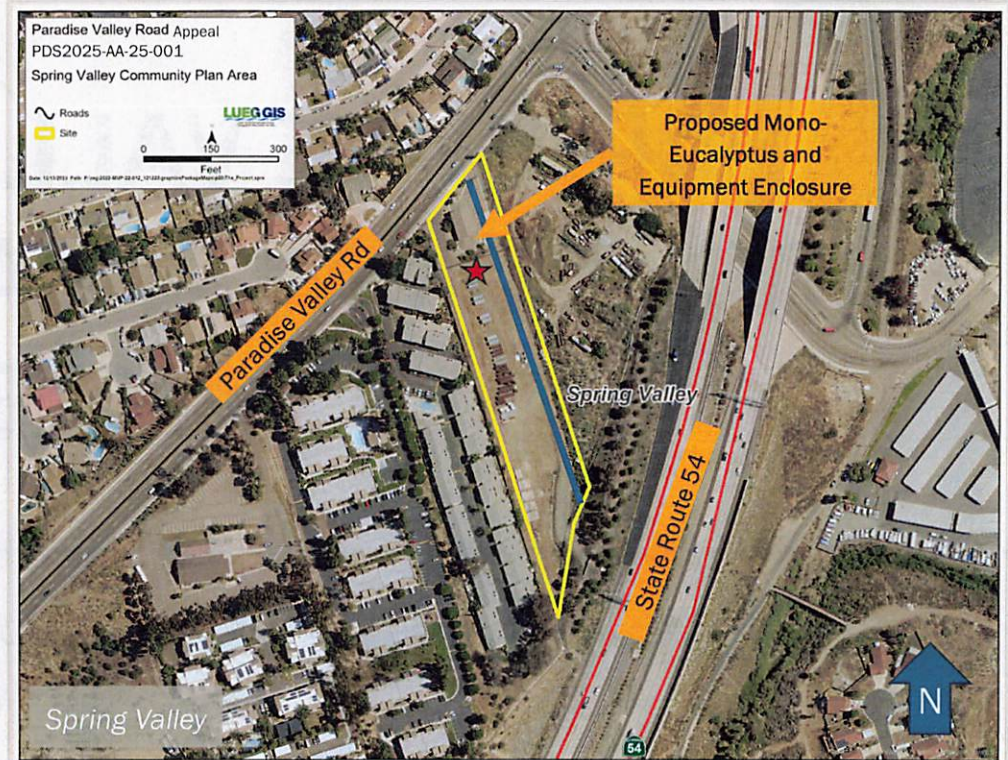 Paradise Valley Road Appeal
PDS2025-AA-25-001
Spring Valley Community Plan Area
Roads
Site
LUEG GIS
0 150 300
Feet
Proposed Mono-
Eucalyptus and
Equipment Enclosure
Paradise Valley Rd
Spring Valley
State Route 54
Spring Valley
54
N